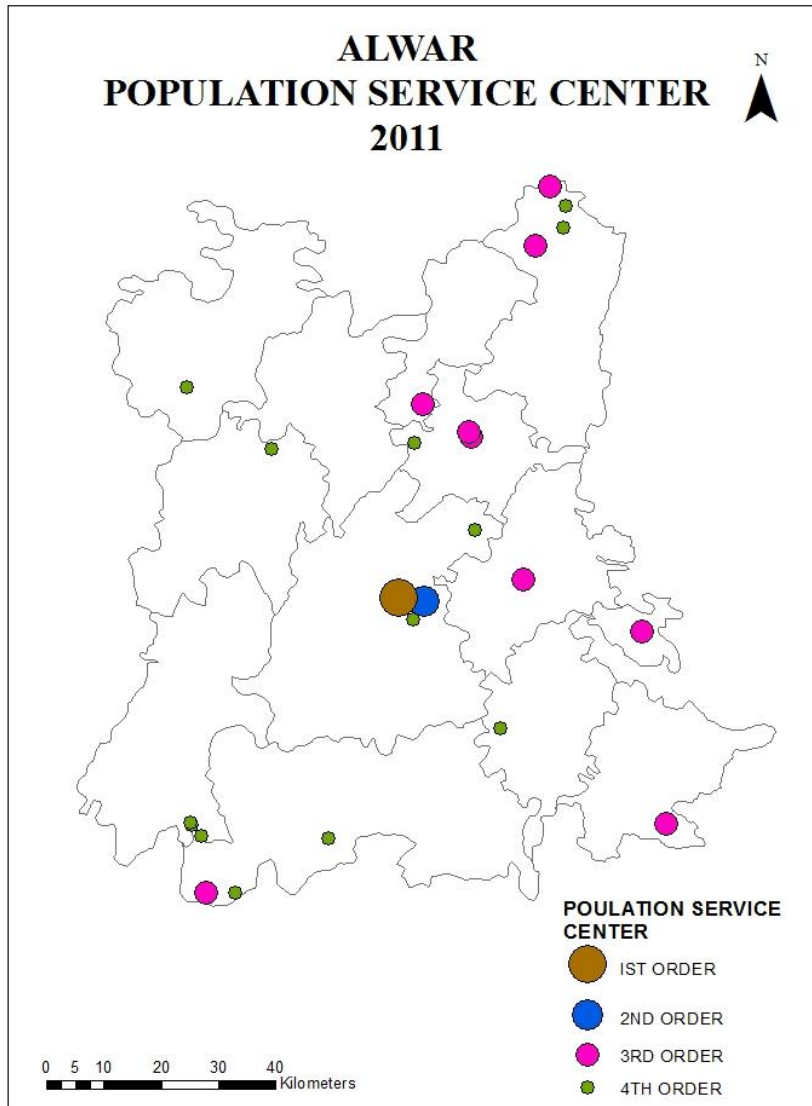 ALWAR
POPULATION SERVICE CENTER
2011
N
POULATION SERVICE
CENTER
IST ORDER
2ND ORDER
3RD ORDER
4TH ORDER
0 5 10 20 30 40
Kilometers